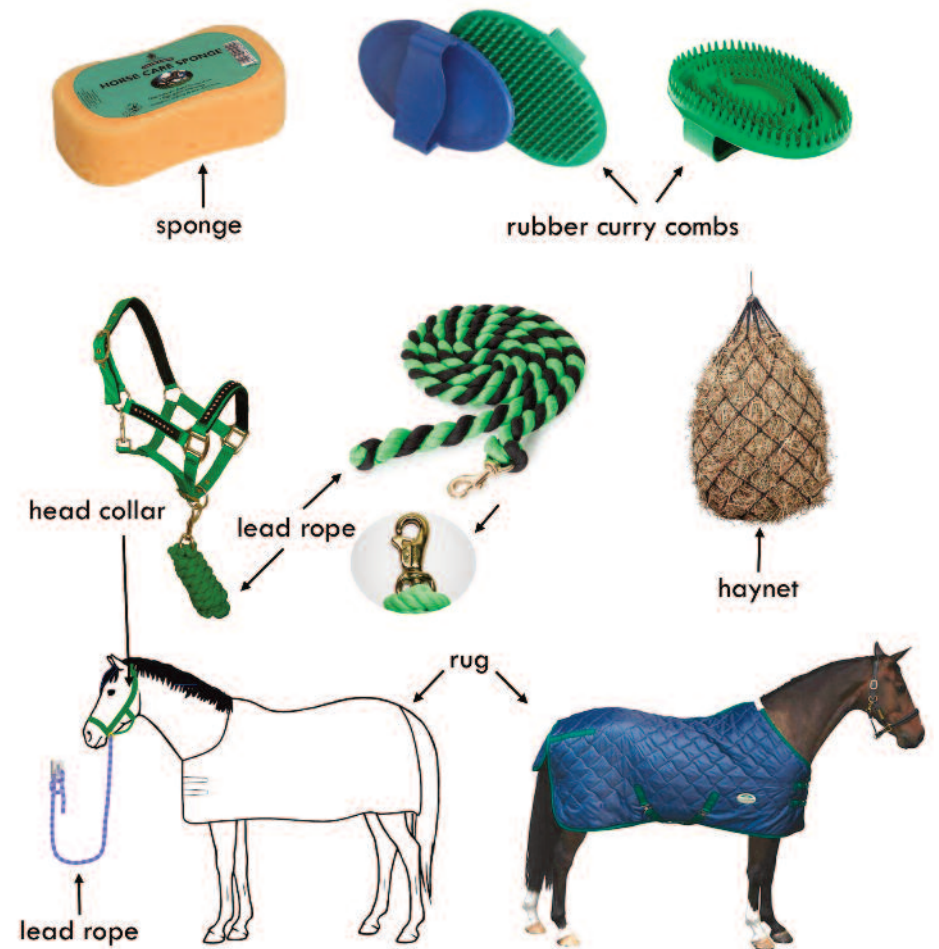 HORSE CARE SPONGE
sponge
rubber curry combs
head collar
lead rope
haynet
rug
lead rope